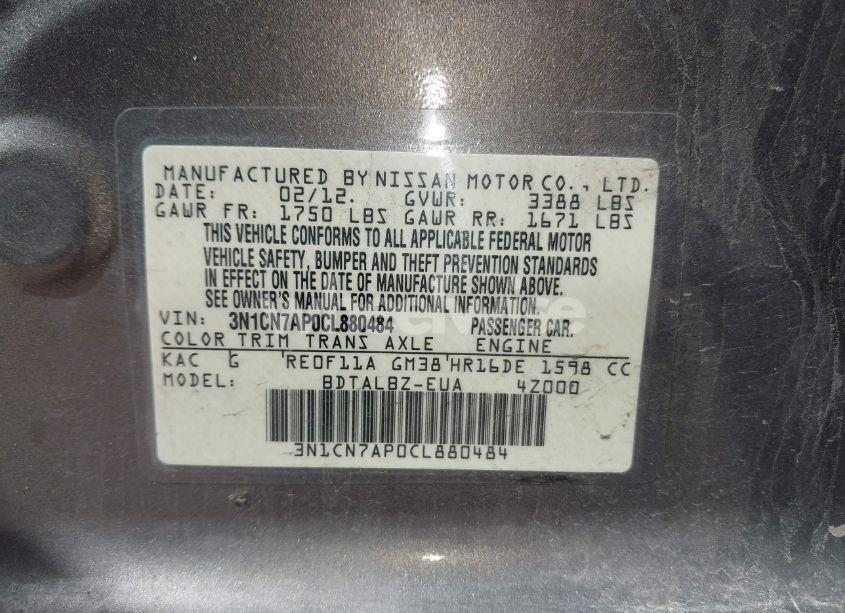 MANUFACTURED BY NISSAN MOTOR CO., LTD.
DATE: 02/12. GVWR: 3388 LBS
GAWR FR: 1750 LBS GAWR RR: 1671 LBS
THIS VEHICLE CONFORMS TO ALL APPLICABLE FEDERAL MOTOR
VEHICLE SAFETY, BUMPER AND THEFT PREVENTION STANDARDS
IN EFFECT ON THE DATE OF MANUFACTURE SHOWN ABOVE.
SEE OWNER'S MANUAL FOR ADDITIONAL INFORMATION.
VIN: 3N1CN7AP0CL880484 PASSENGER CAR.
COLOR TRIM TRANS AXLE ENGINE
KAC G RE0F11A GM38 HR16DE 1598 CC
MODEL: BDTALBZ-EUA 4Z000
3N1CN7AP0CL880484